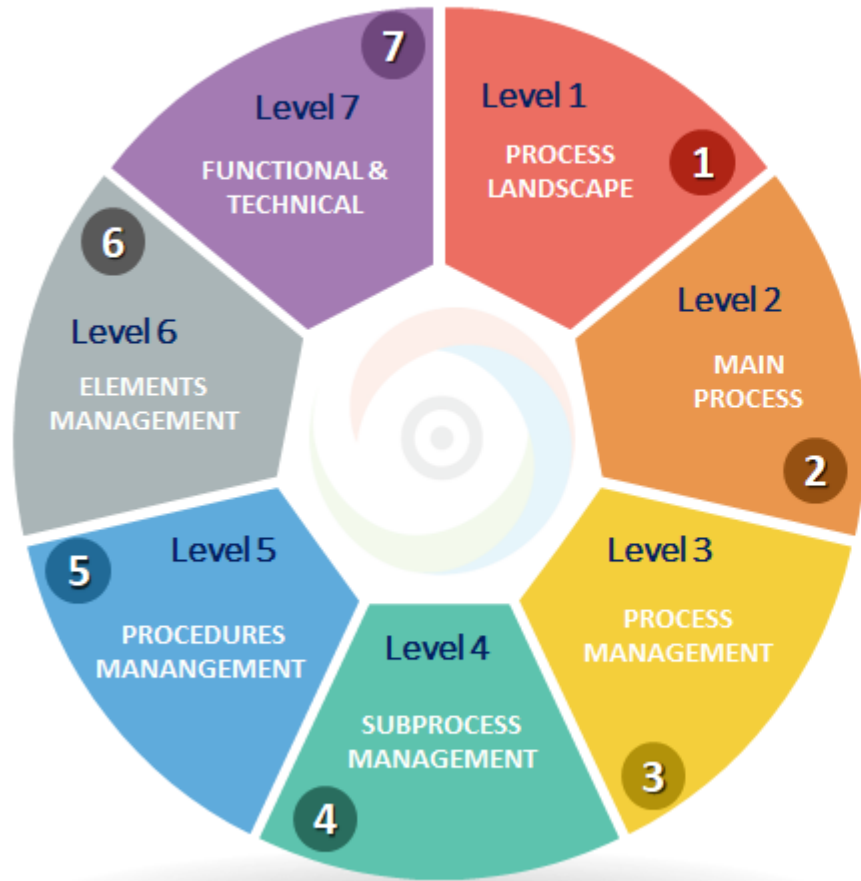 Level 1
PROCESS
LANDSCAPE
1
Level 2
MAIN
PROCESS
2
Level 3
PROCESS
MANAGEMENT
3
Level 4
SUBPROCESS
MANAGEMENT
4
Level 5
PROCEDURES
MANANGEMENT
5
Level 6
ELEMENTS
MANAGEMENT
6
Level 7
FUNCTIONAL &
TECHNICAL
7